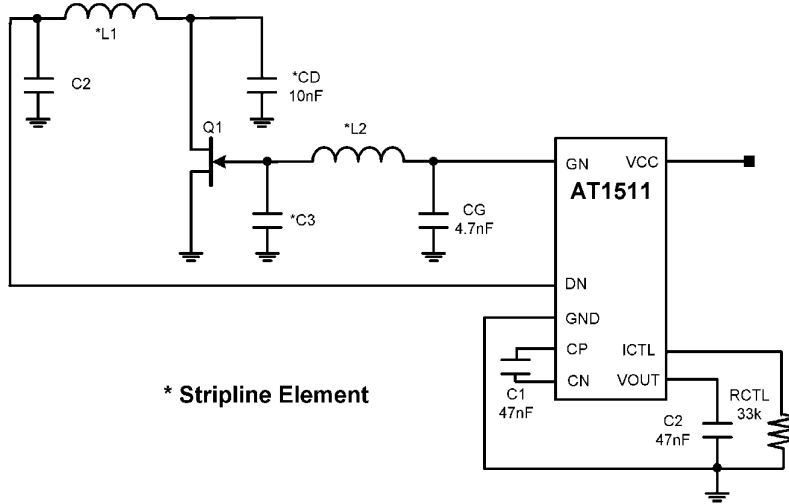 *L1
C2
*CD
10nF
Q1
*L2
*C3
CG
4.7nF
GN
VCC
AT1511
DN
GND
CP
ICTL
CN
VOUT
C1
47nF
C2
47nF
RCTL
33k
* Stripline Element